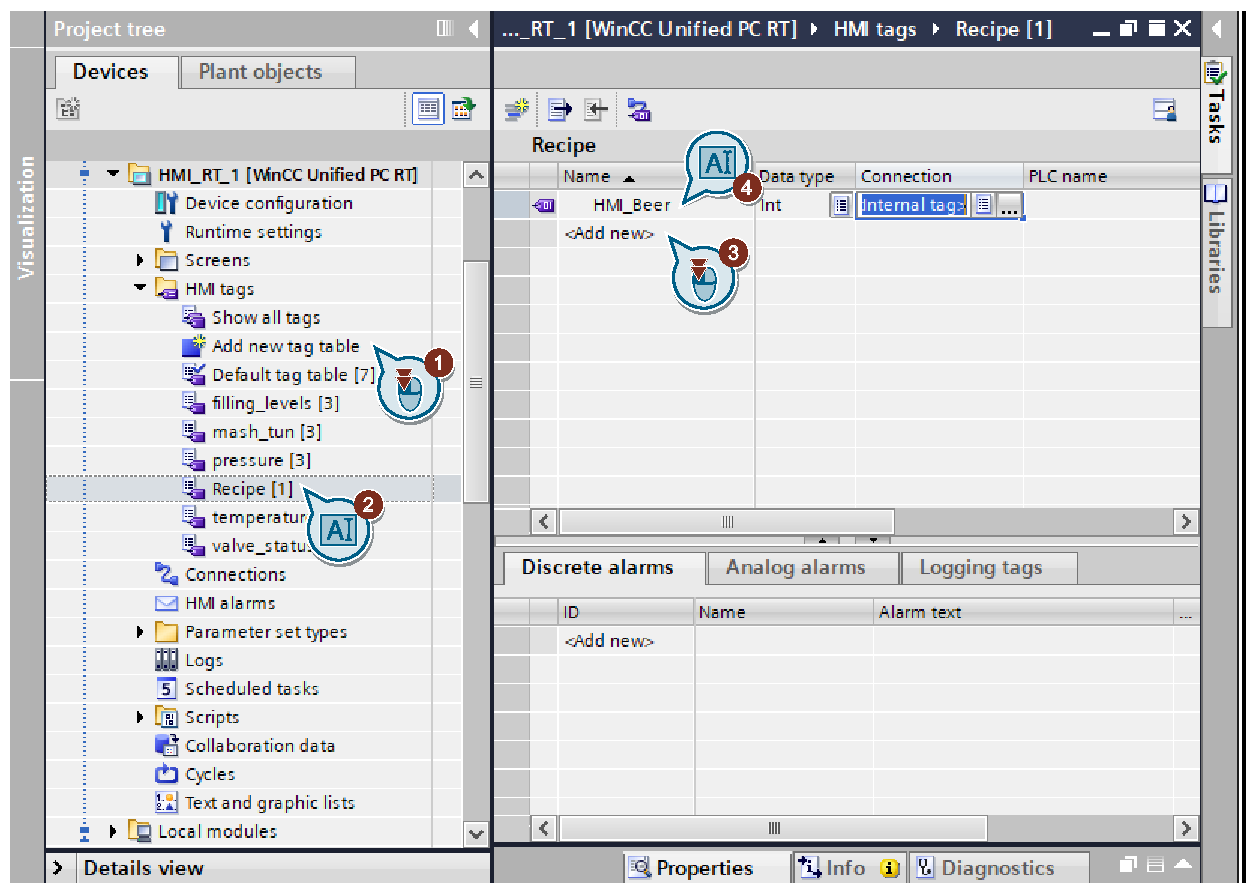 Project tree
..._RT_1 [WinCC Unified PC RT] HMI tags Recipe [1]
Devices
Plant objects
Tasks
Libraries
Visualization
Recipe
HMI_RT_1 [WinCC Unified PC RT]
Device configuration
Runtime settings
Screens
HMI tags
Show all tags
Add new tag table
1
Default tag table [7]
filling_levels [3]
mash_tun [3]
pressure [3]
Recipe [1]
2
AI
valve_status
Connections
HMI alarms
Parameter set types
Logs
5 Scheduled tasks
Scripts
Collaboration data
Cycles
Text and graphic lists
Local modules
Details view
Name Data type Connection PLC name
AI
4
HMI_Beer Int <Internal tag> ...
<Add new>
3
Discrete alarms Analog alarms Logging tags
ID Name Alarm text ...
<Add new>
Properties Info Diagnostics